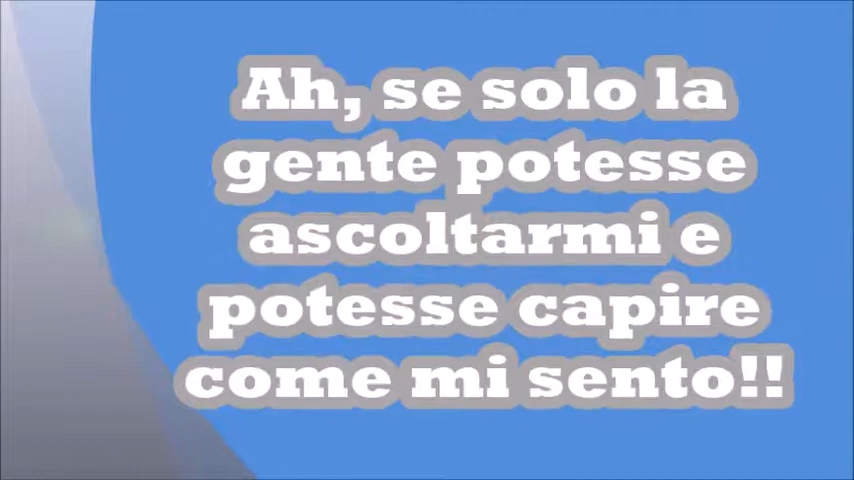 Ah, se solo la
gente potesse
ascoltarmi e
potesse capire
come mi sento!!